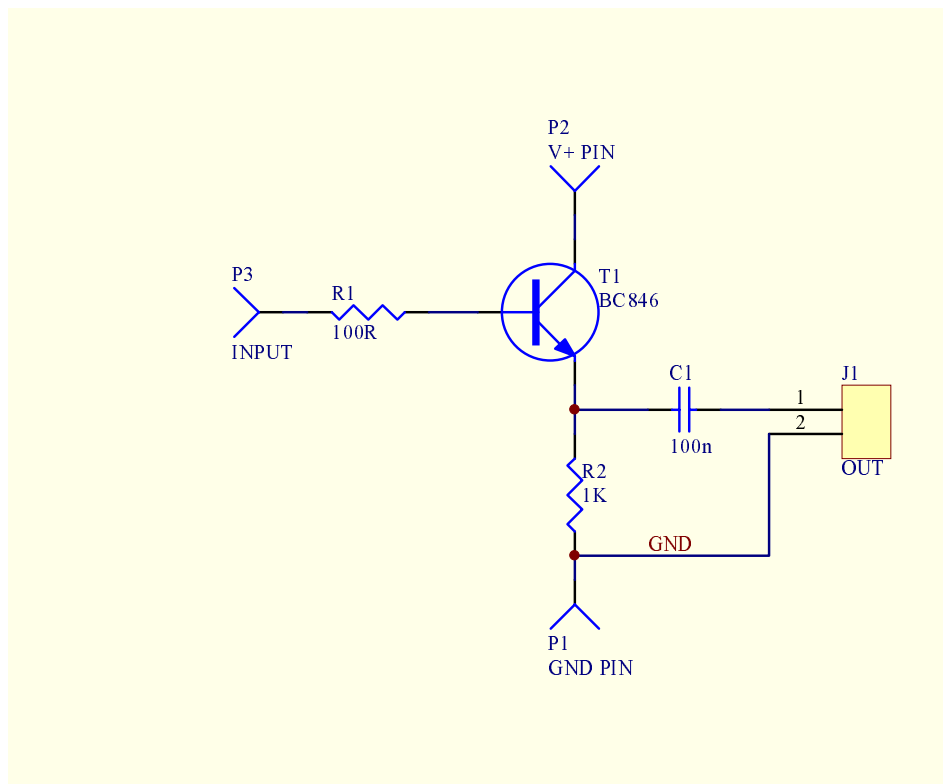 P2
V+ PIN
P3
INPUT
R1
100R
T1
BC846
C1
100n
J1
1
2
OUT
R2
1K
GND
P1
GND PIN